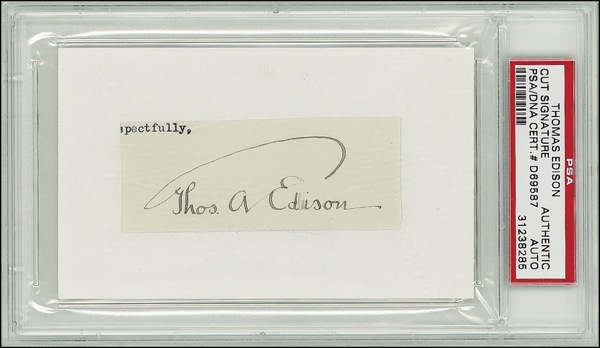 spectfully,
Thos. A Edison
PSA
THOMAS EDISON
CUT SIGNATURE
PSA/DNA CERT.# D69587
AUTHENTIC
AUTO
31238285